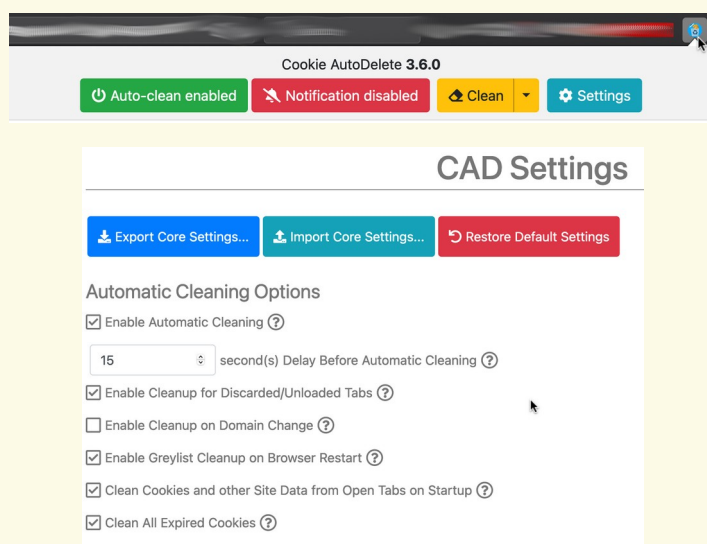 Cookie AutoDelete 3.6.0
Auto-clean enabled Notification disabled Clean Settings
CAD Settings
Export Core Settings... Import Core Settings... Restore Default Settings
Automatic Cleaning Options
Enable Automatic Cleaning ?
15 second(s) Delay Before Automatic Cleaning ?
Enable Cleanup for Discarded/Unloaded Tabs ?
Enable Cleanup on Domain Change ?
Enable Greylist Cleanup on Browser Restart ?
Clean Cookies and other Site Data from Open Tabs on Startup ?
Clean All Expired Cookies ?